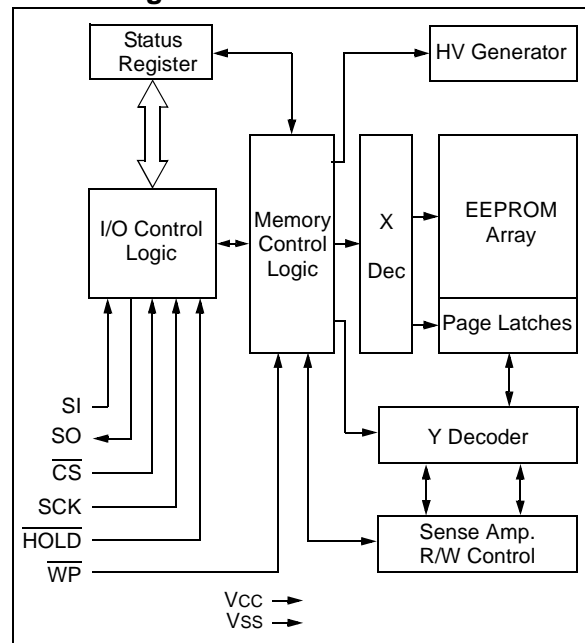 Status
Register
HV Generator
I/O Control
Logic
Memory
Control
Logic
X
Dec
EEPROM
Array
Page Latches
SI
SO
CS
SCK
HOLD
WP
Y Decoder
Sense Amp.
R/W Control
VCC
VSS